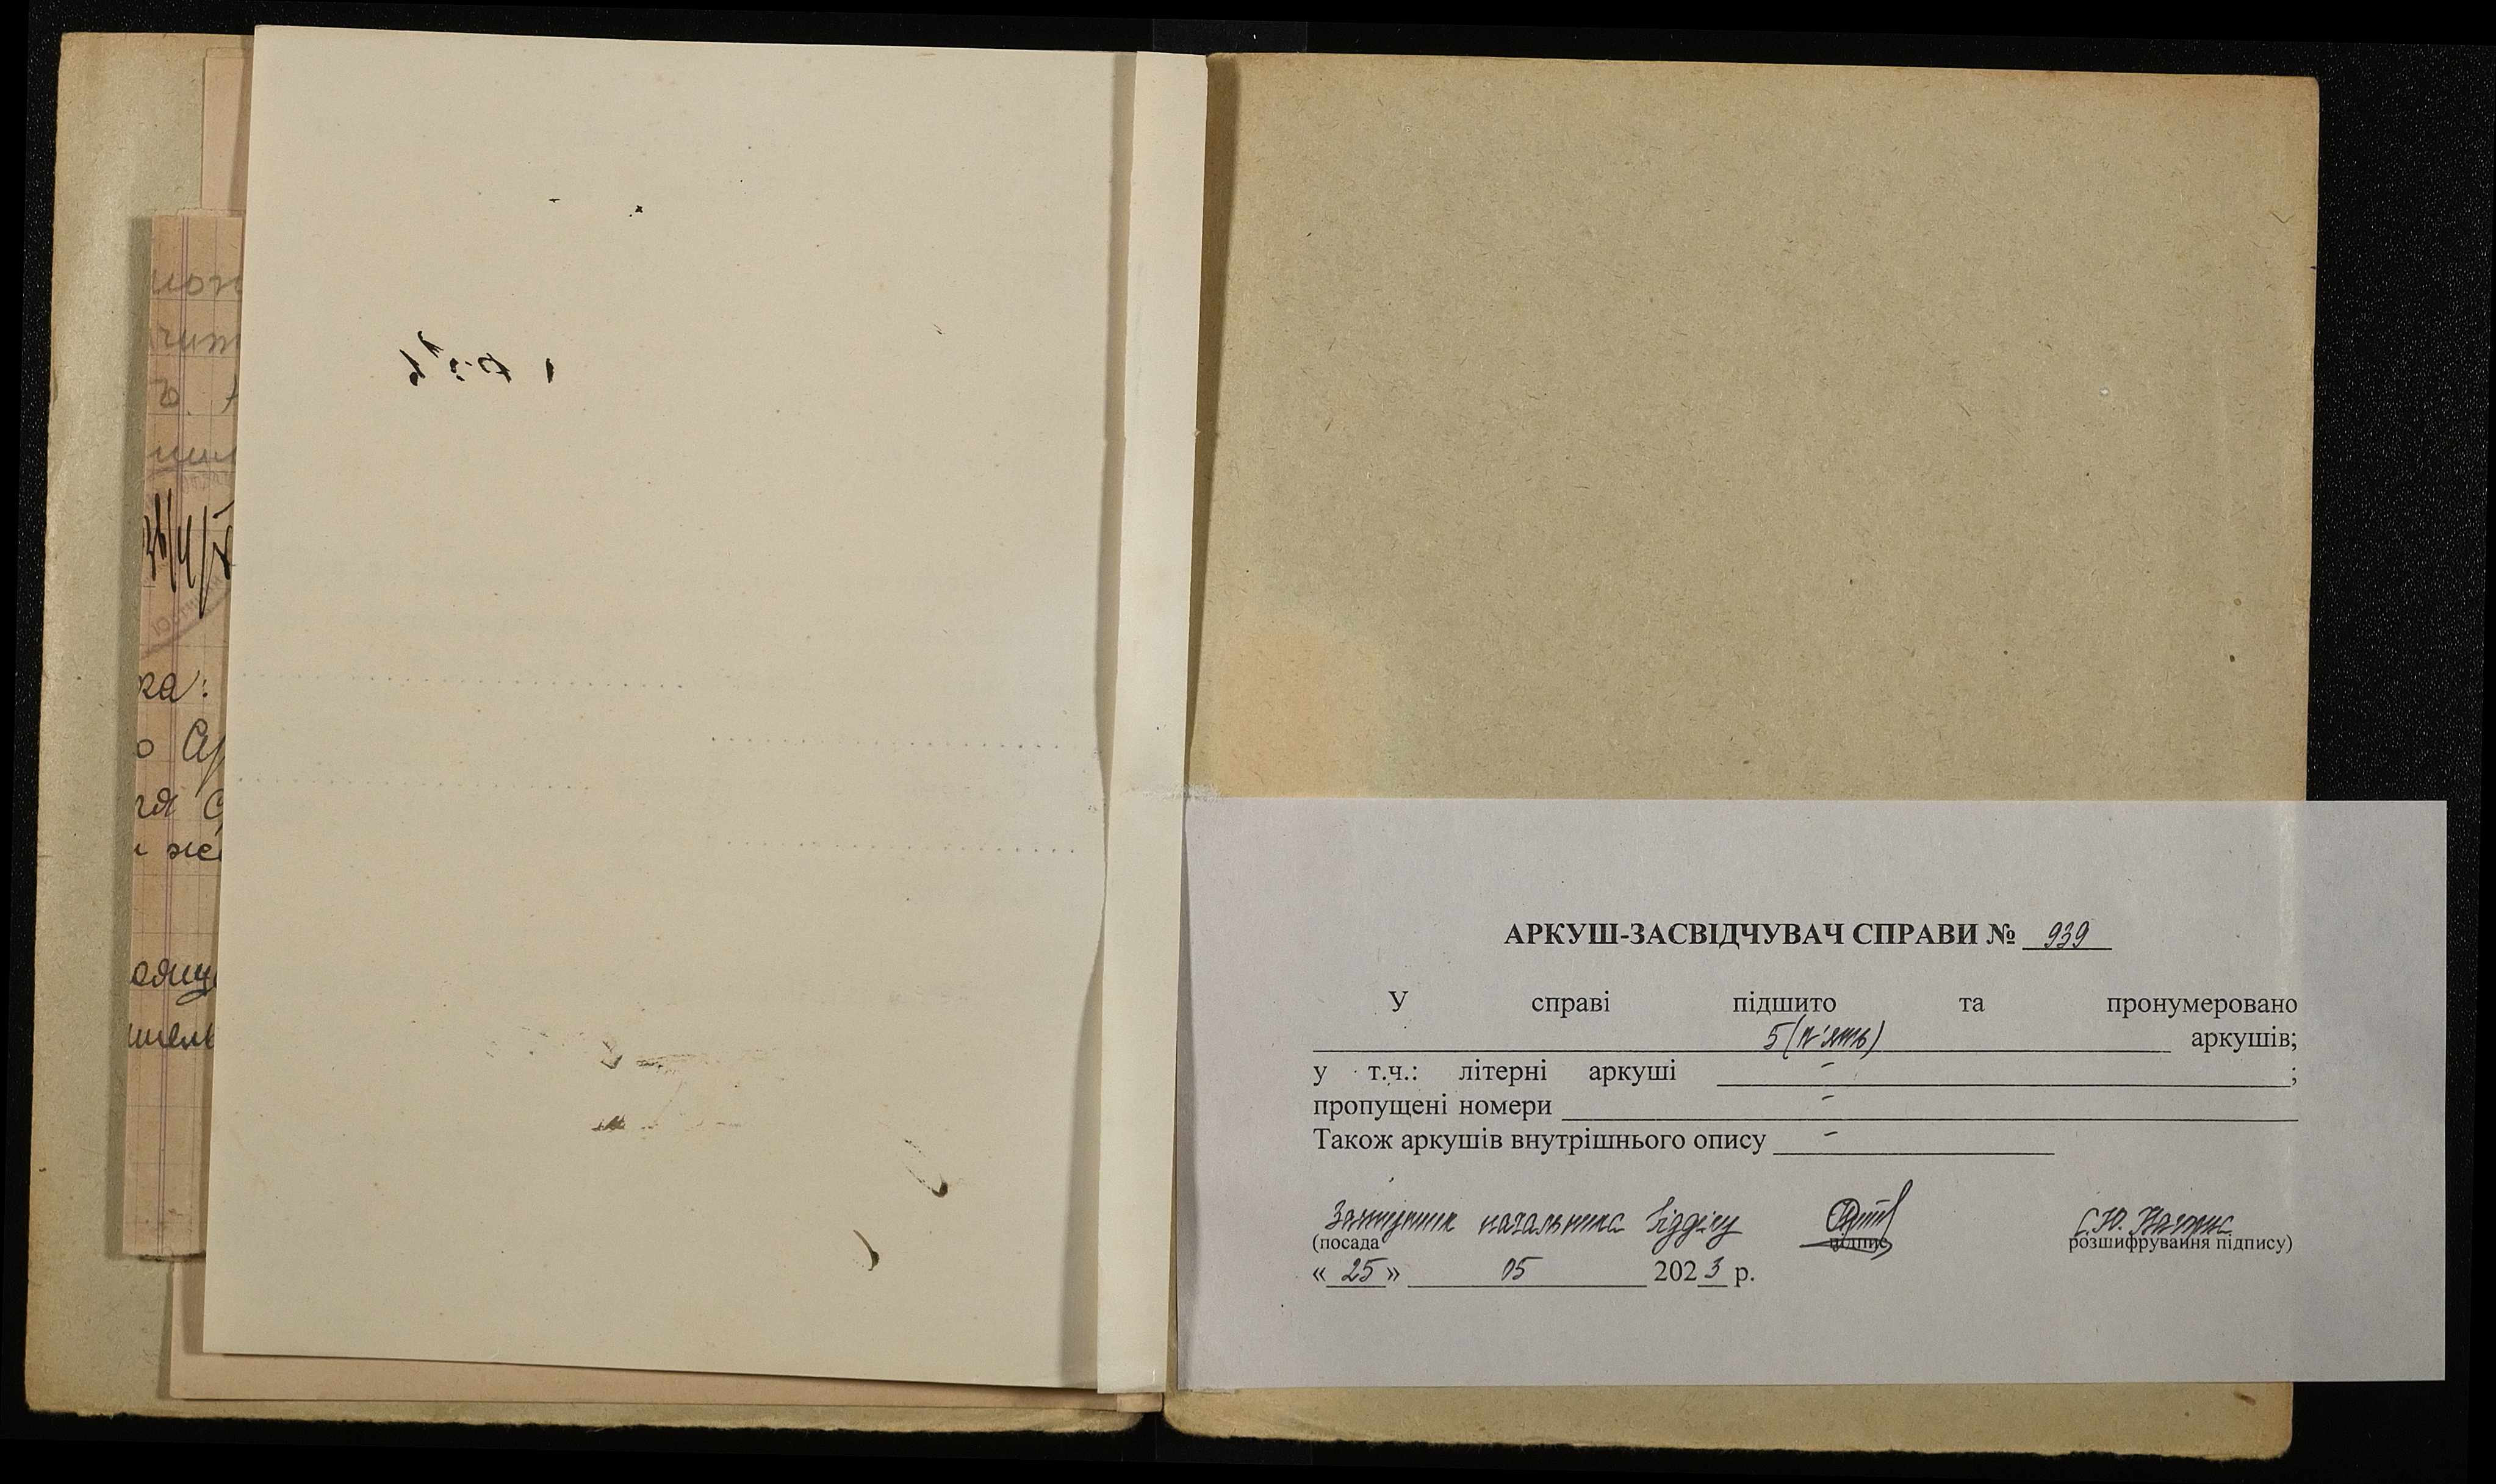 ка:
АРКУШ-ЗАСВІДЧУВАЧ СПРАВИ № 939
У справі підшито та пронумеровано
5 (п'ять) аркушів;
у т.ч.: літерні аркуші - ;
пропущені номери -
Також аркушів внутрішнього опису -
Заступник начальника відділу С.Ю.
(посада підпис розшифрування підпису)
« 25 » 05 2023 р.